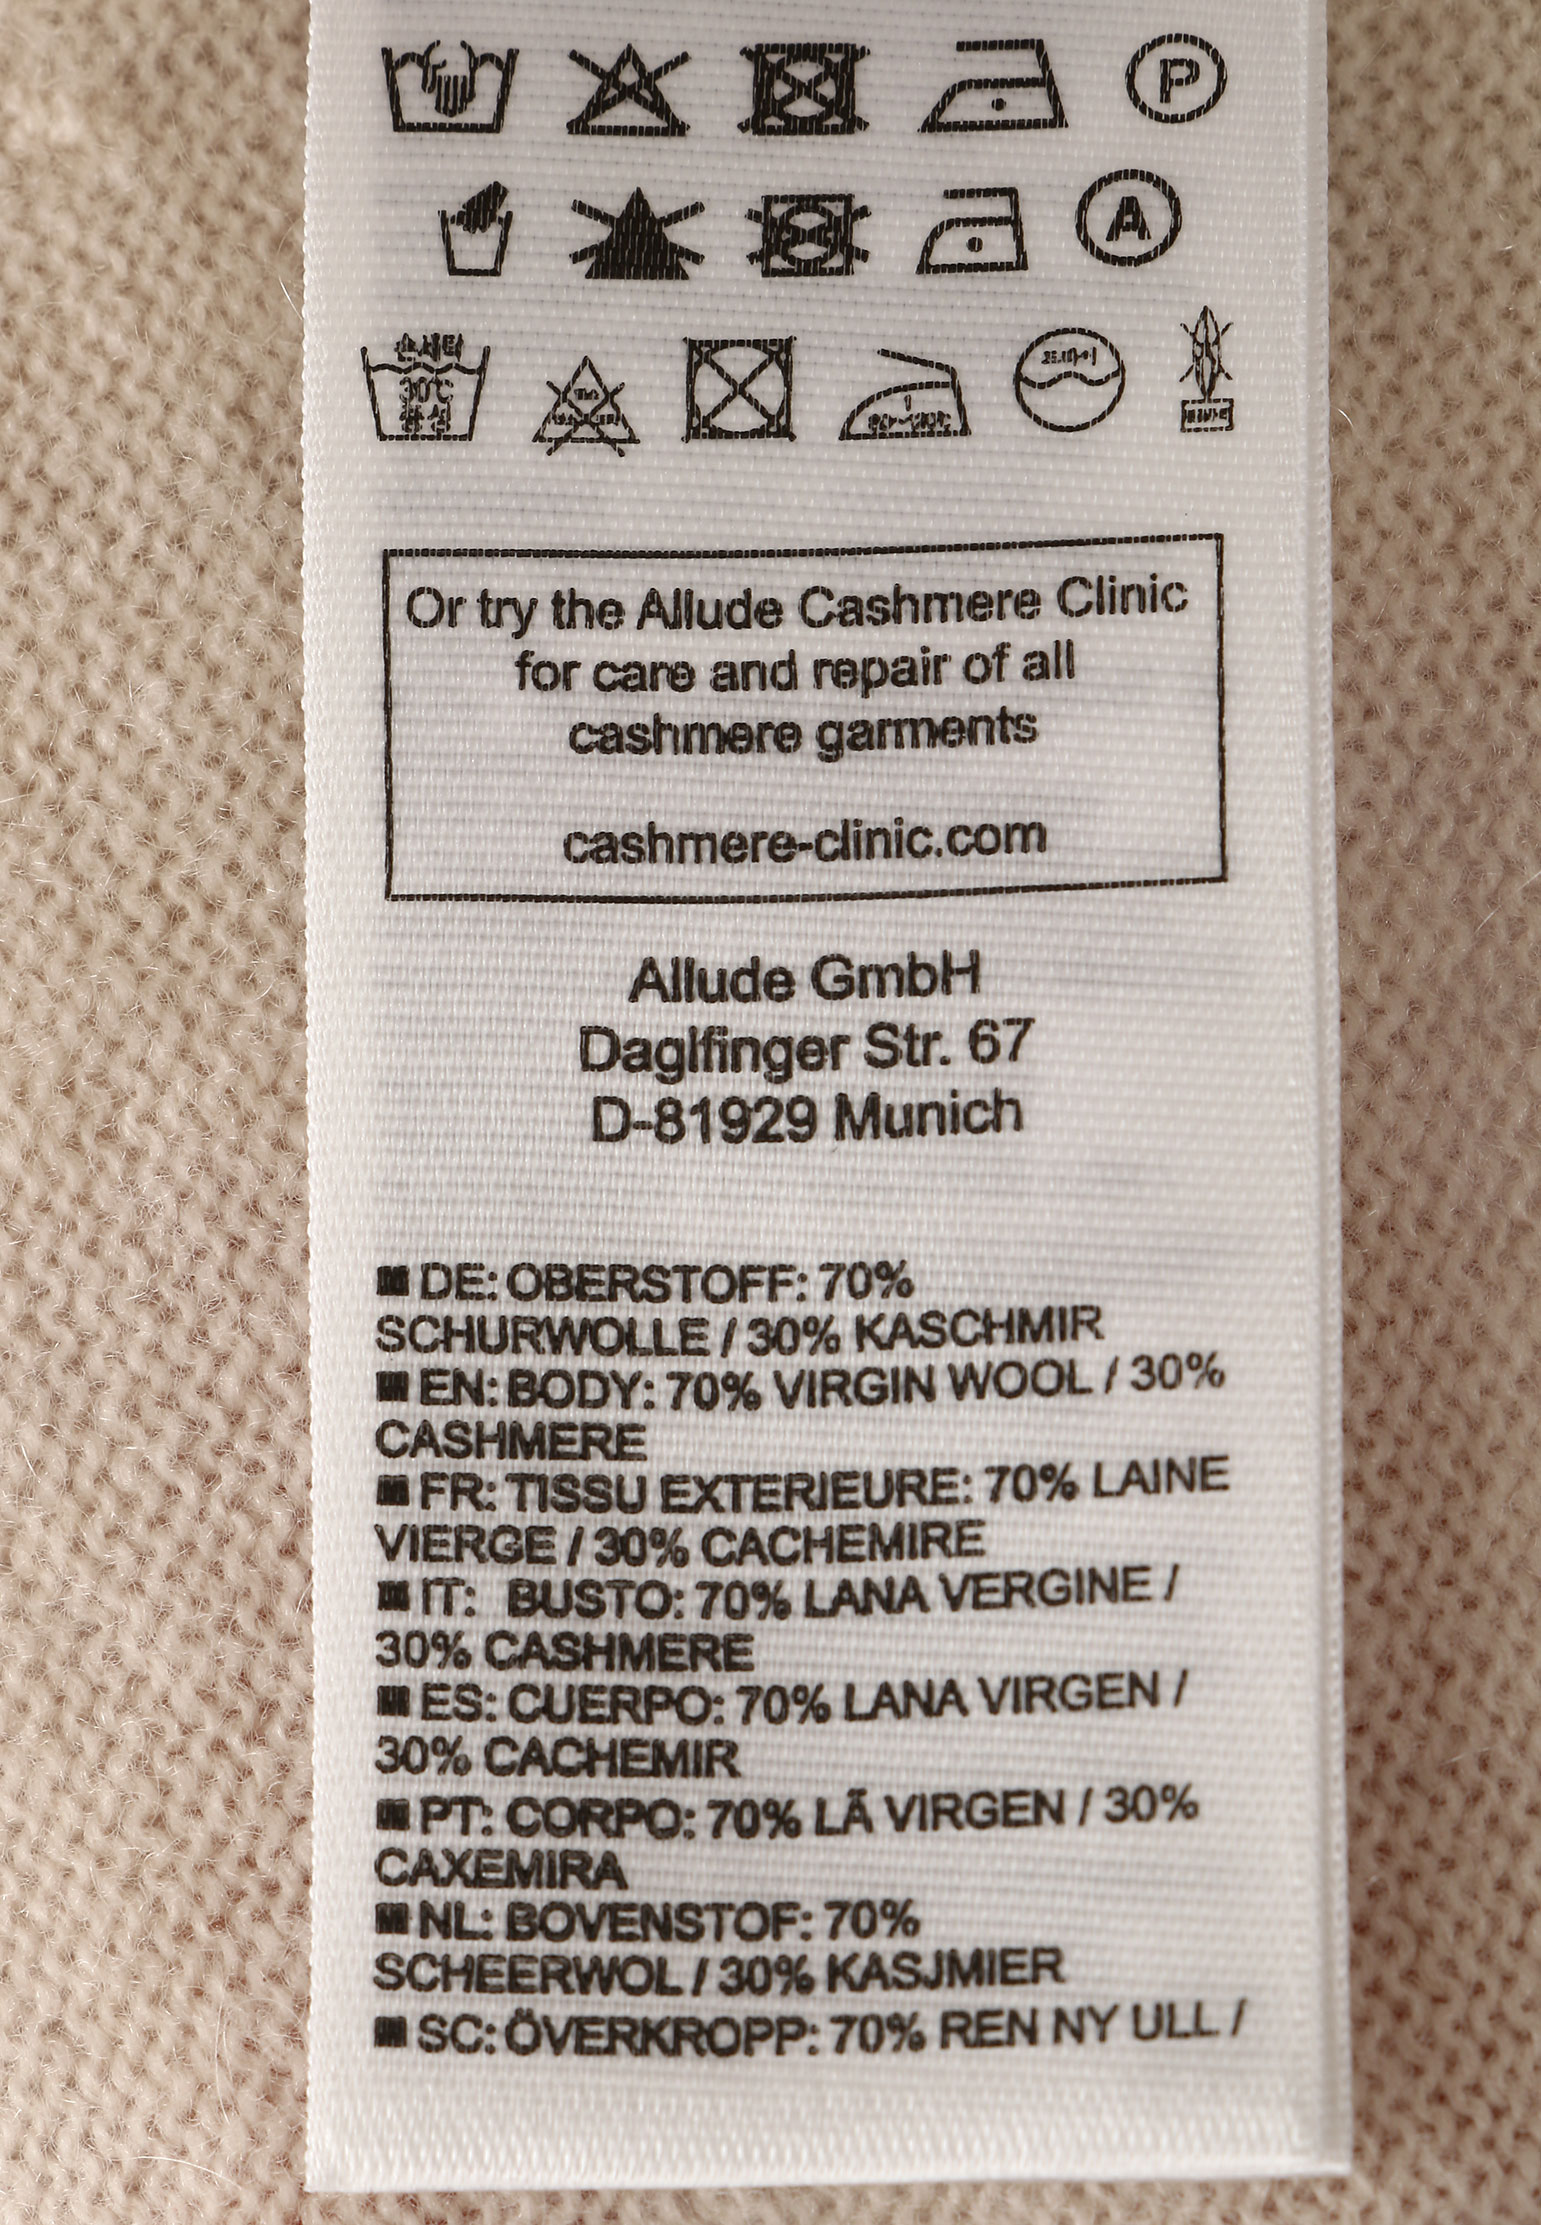 P
A
30℃
Or try the Allude Cashmere Clinic
for care and repair of all
cashmere garments
cashmere-clinic.com
Allude GmbH
Daglfinger Str. 67
D-81929 Munich
DE: OBERSTOFF: 70%
SCHURWOLLE / 30% KASCHMIR
EN: BODY: 70% VIRGIN WOOL / 30%
CASHMERE
FR: TISSU EXTERIEURE: 70% LAINE
VIERGE / 30% CACHEMIRE
IT: BUSTO: 70% LANA VERGINE /
30% CASHMERE
ES: CUERPO: 70% LANA VIRGEN /
30% CACHEMIR
PT: CORPO: 70% LÃ VIRGEN / 30%
CAXEMIRA
NL: BOVENSTOF: 70%
SCHEERWOL / 30% KASJMIER
SC: ÖVERKROPP: 70% REN NY ULL /